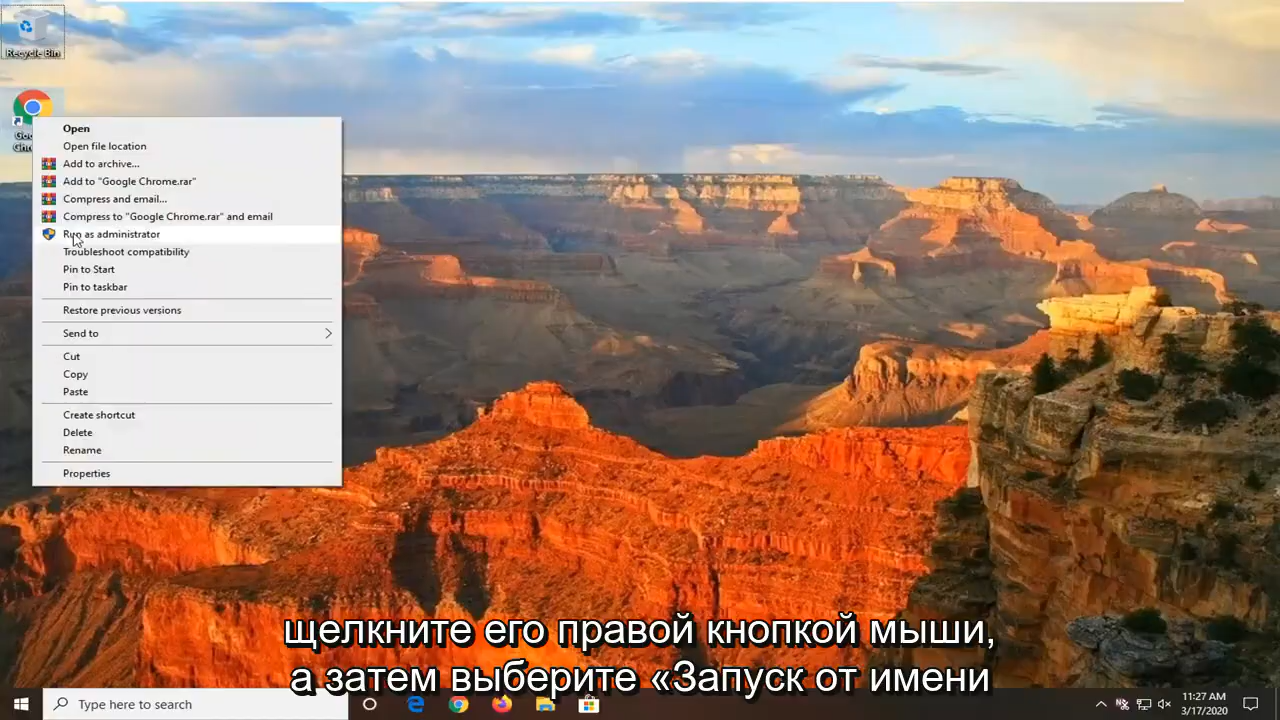 Recycle Bin
Open
Open file location
Add to archive...
Add to "Google Chrome.rar"
Compress and email...
Compress to "Google Chrome.rar" and email
Run as administrator
Troubleshoot compatibility
Pin to Start
Pin to taskbar
Restore previous versions
Send to
Cut
Copy
Paste
Create shortcut
Delete
Rename
Properties
щелкните его правой кнопкой мыши,
а затем выберите «Запуск от имени
Type here to search
11:27 AM
3/17/2020